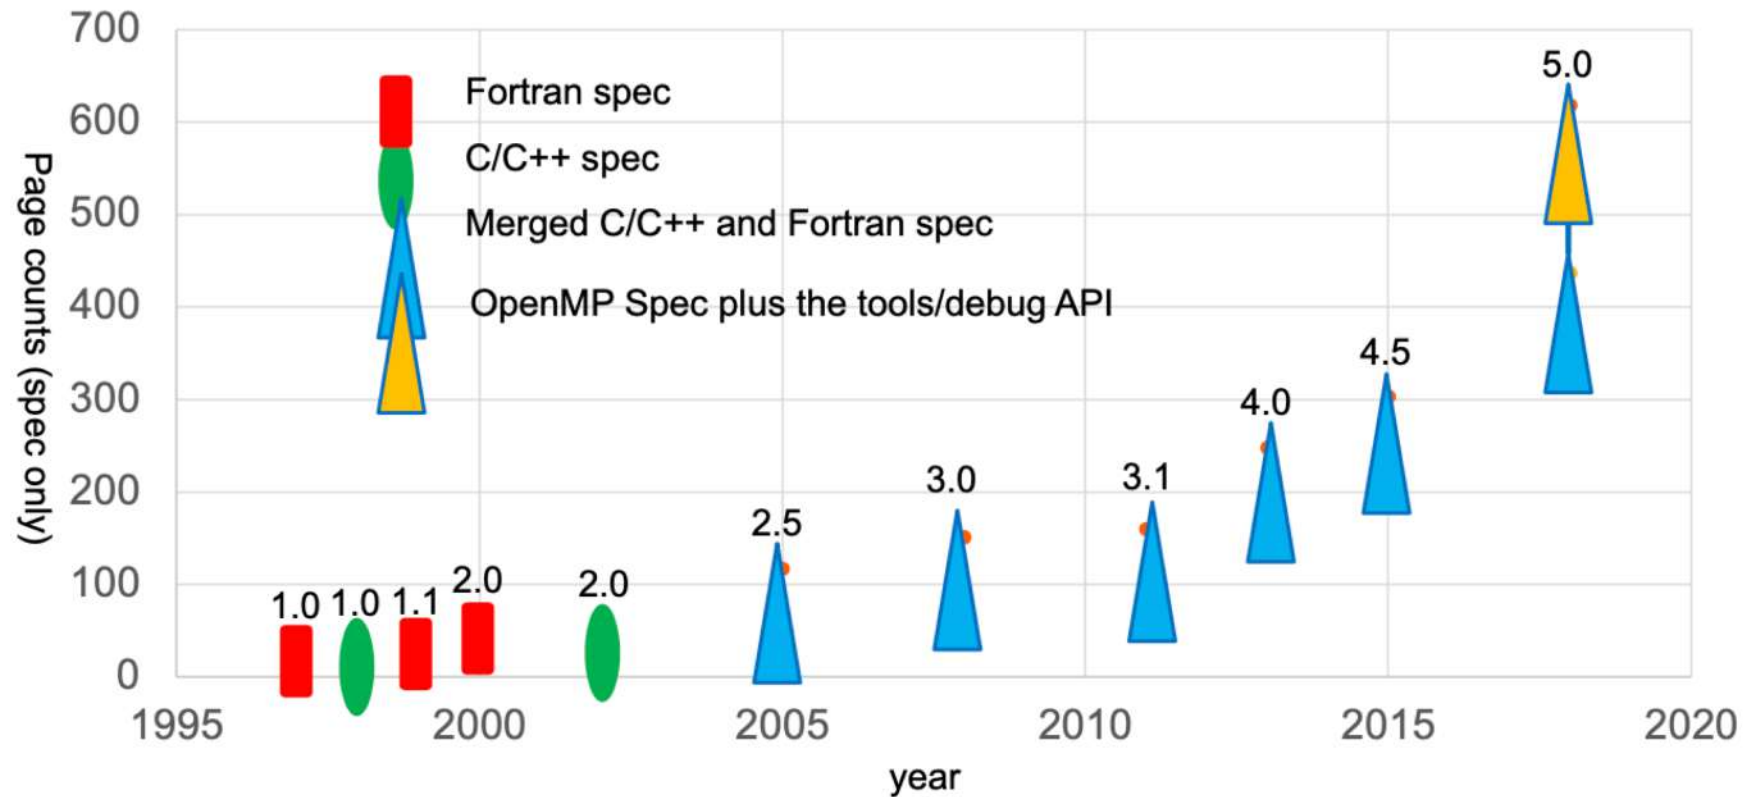 700
600
500
400
300
200
100
0
Page counts (spec only)
Fortran spec
C/C++ spec
Merged C/C++ and Fortran spec
OpenMP Spec plus the tools/debug API
1.0
1.0
1.1
2.0
2.0
2.5
3.0
3.1
4.0
4.5
5.0
1995 2000 2005 2010 2015 2020
year